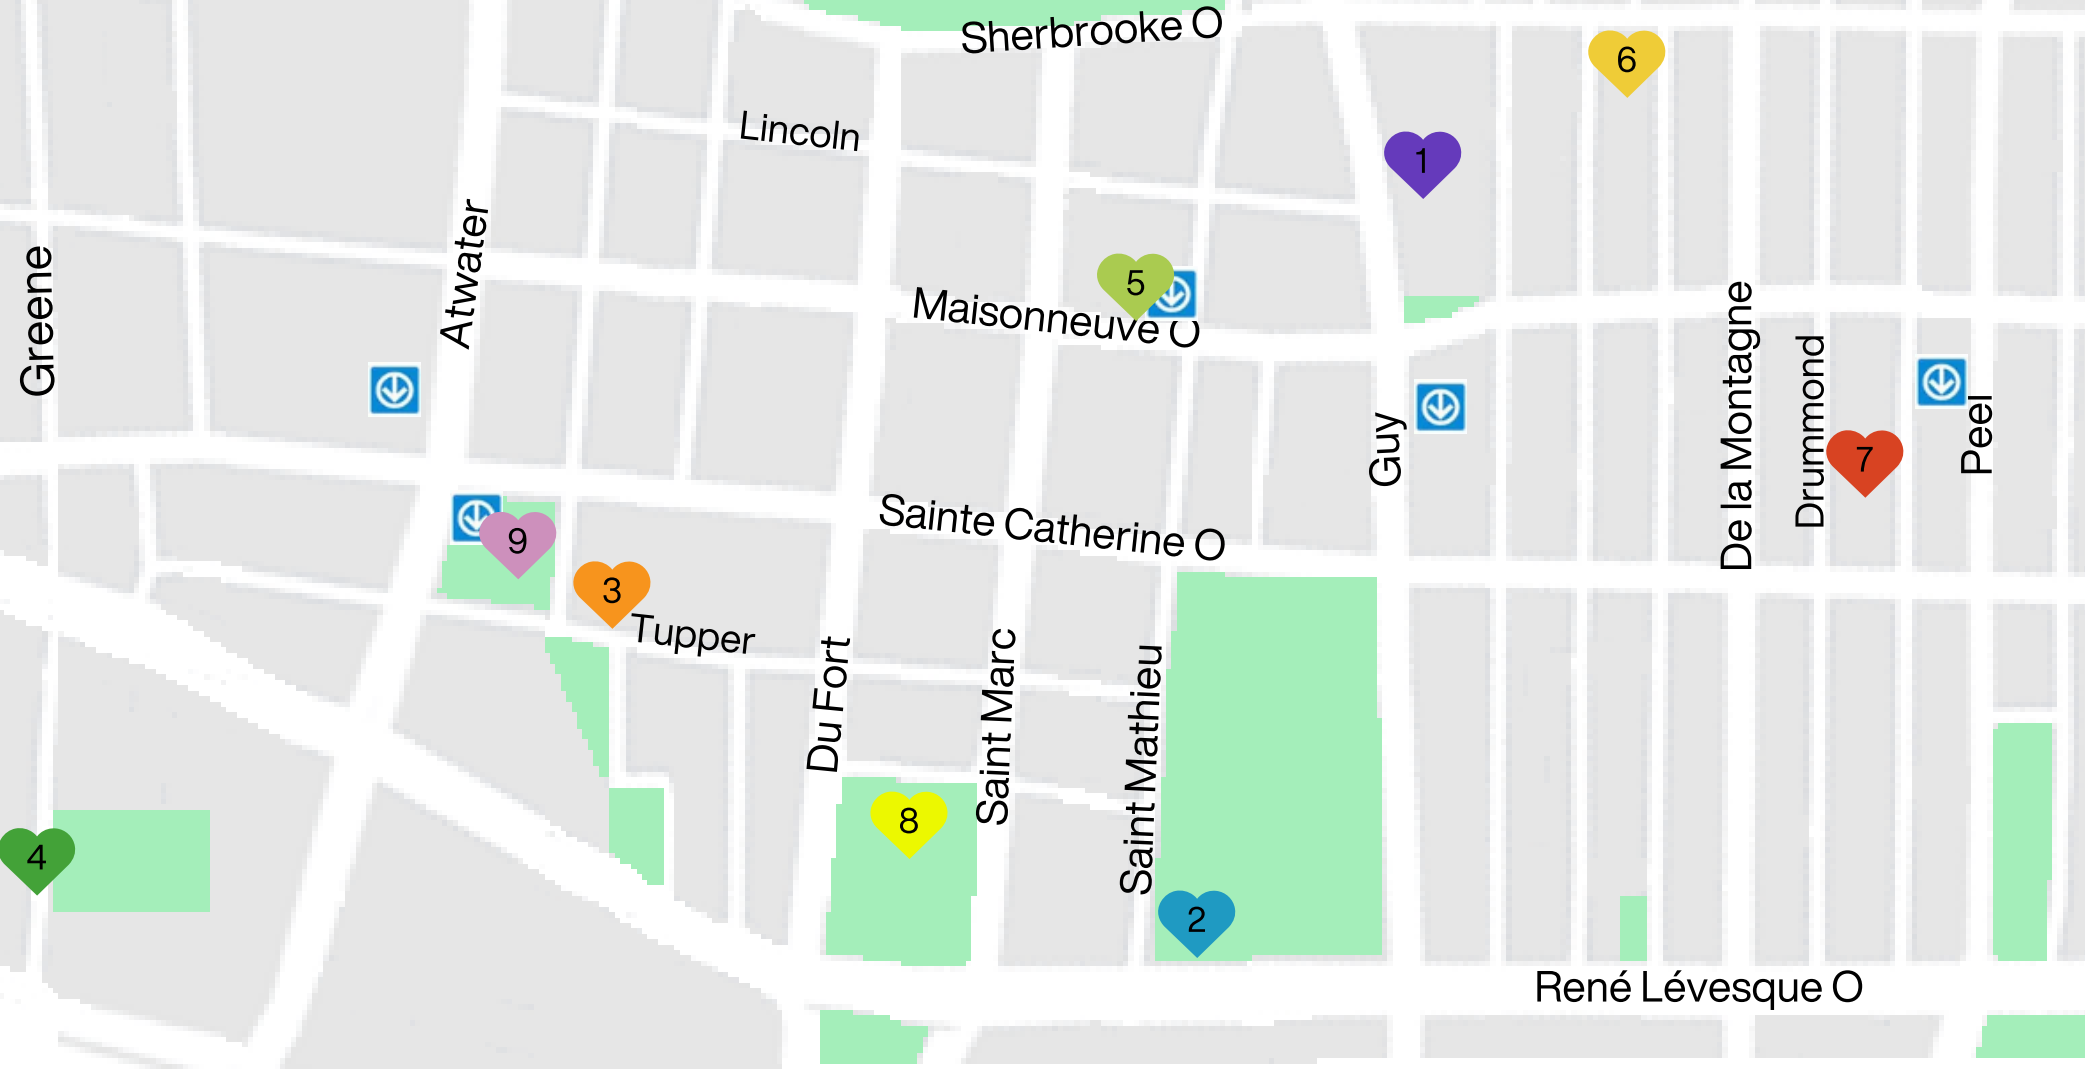 Sherbrooke O
6
Lincoln
1
Greene
Atwater
5
Maisonneuve O
De la Montagne
Drummond
Peel
Guy
7
Sainte Catherine O
9
3
Tupper
Du Fort
Saint Marc
Saint Mathieu
8
4
2
René Lévesque O